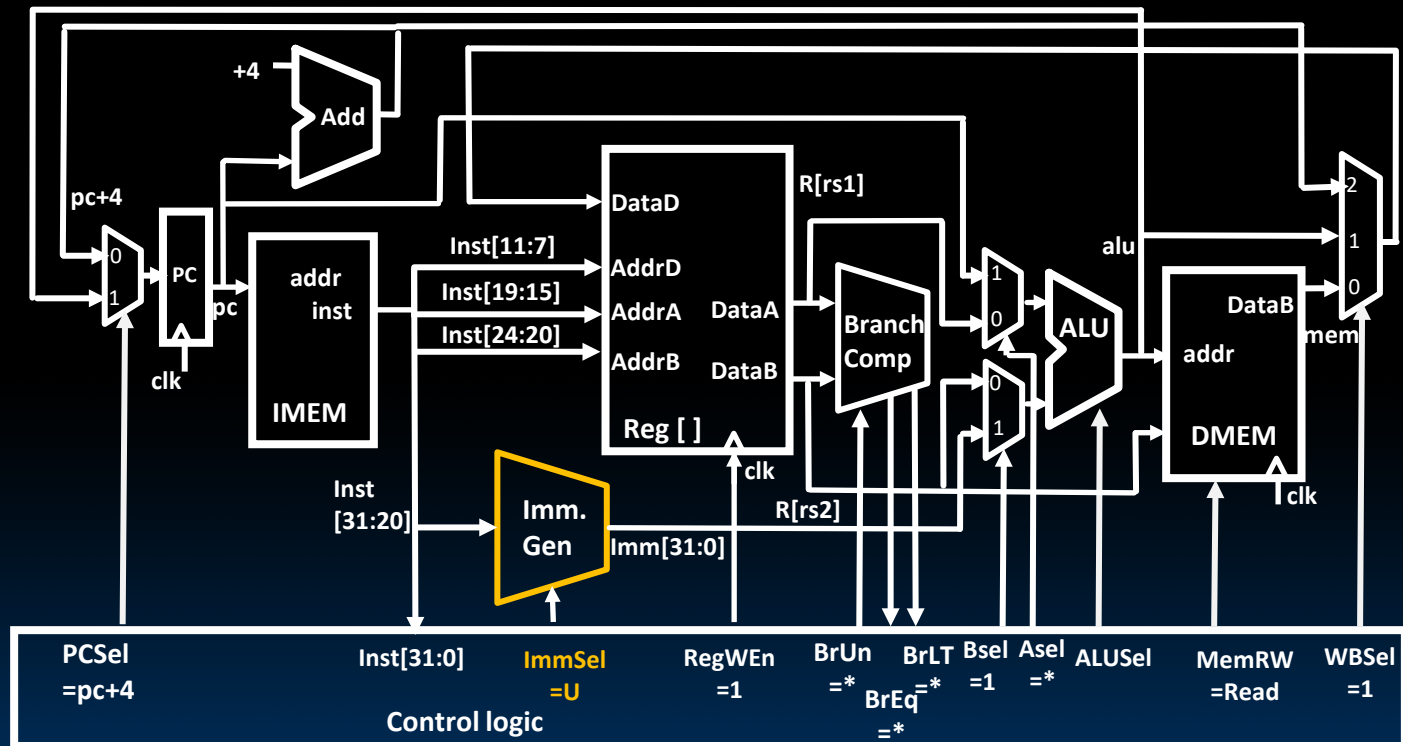 +4
Add
pc+4
0
1
PC
pc
clk
addr
inst
IMEM
Inst[11:7]
Inst[19:15]
Inst[24:20]
DataD
AddrD
AddrA
AddrB
DataA
DataB
Reg [ ]
clk
R[rs1]
Branch
Comp
R[rs2]
1
0
0
1
ALU
alu
addr
DataB
DMEM
clk
mem
2
1
0
Inst
[31:20]
Imm.
Gen
Imm[31:0]
PCSel
=pc+4
Inst[31:0]
ImmSel
=U
RegWEn
=1
BrUn
=*
BrEq
=*
BrLT
=*
Bsel
=1
Asel
=*
ALUSel
MemRW
=Read
WBSel
=1
Control logic